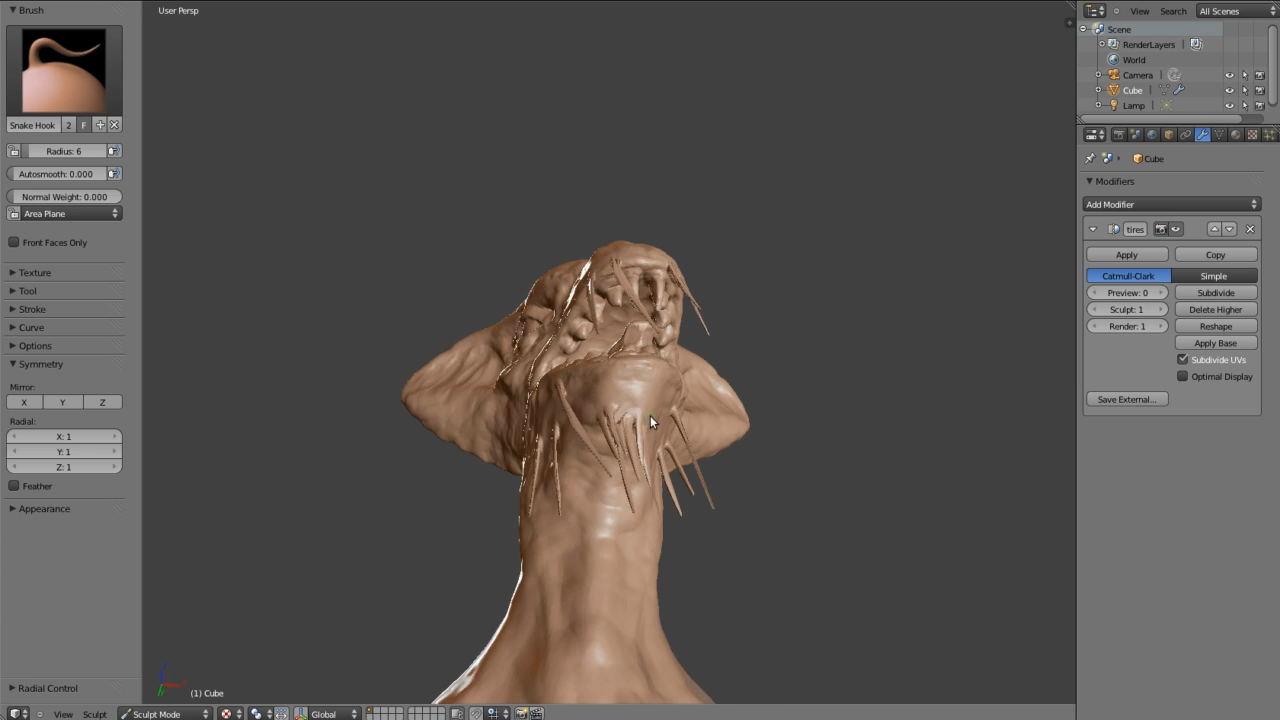 Brush
Snake Hook 2 F
Radius: 6
Autosmooth: 0.000
Normal Weight: 0.000
Area Plane
Front Faces Only
Texture
Tool
Stroke
Curve
Options
Symmetry
Mirror:
X Y Z
Radial:
X: 1
Y: 1
Z: 1
Feather
Appearance
Radial Control
User Persp
(1) Cube
View Sculpt Sculpt Mode Global
View Search All Scenes
Scene
RenderLayers
World
Camera
Cube
Lamp
Cube
Modifiers
Add Modifier
tires
Apply Copy
Catmull-Clark Simple
Preview: 0 Subdivide
Sculpt: 1 Delete Higher
Render: 1 Reshape
Apply Base
Subdivide UVs
Optimal Display
Save External...